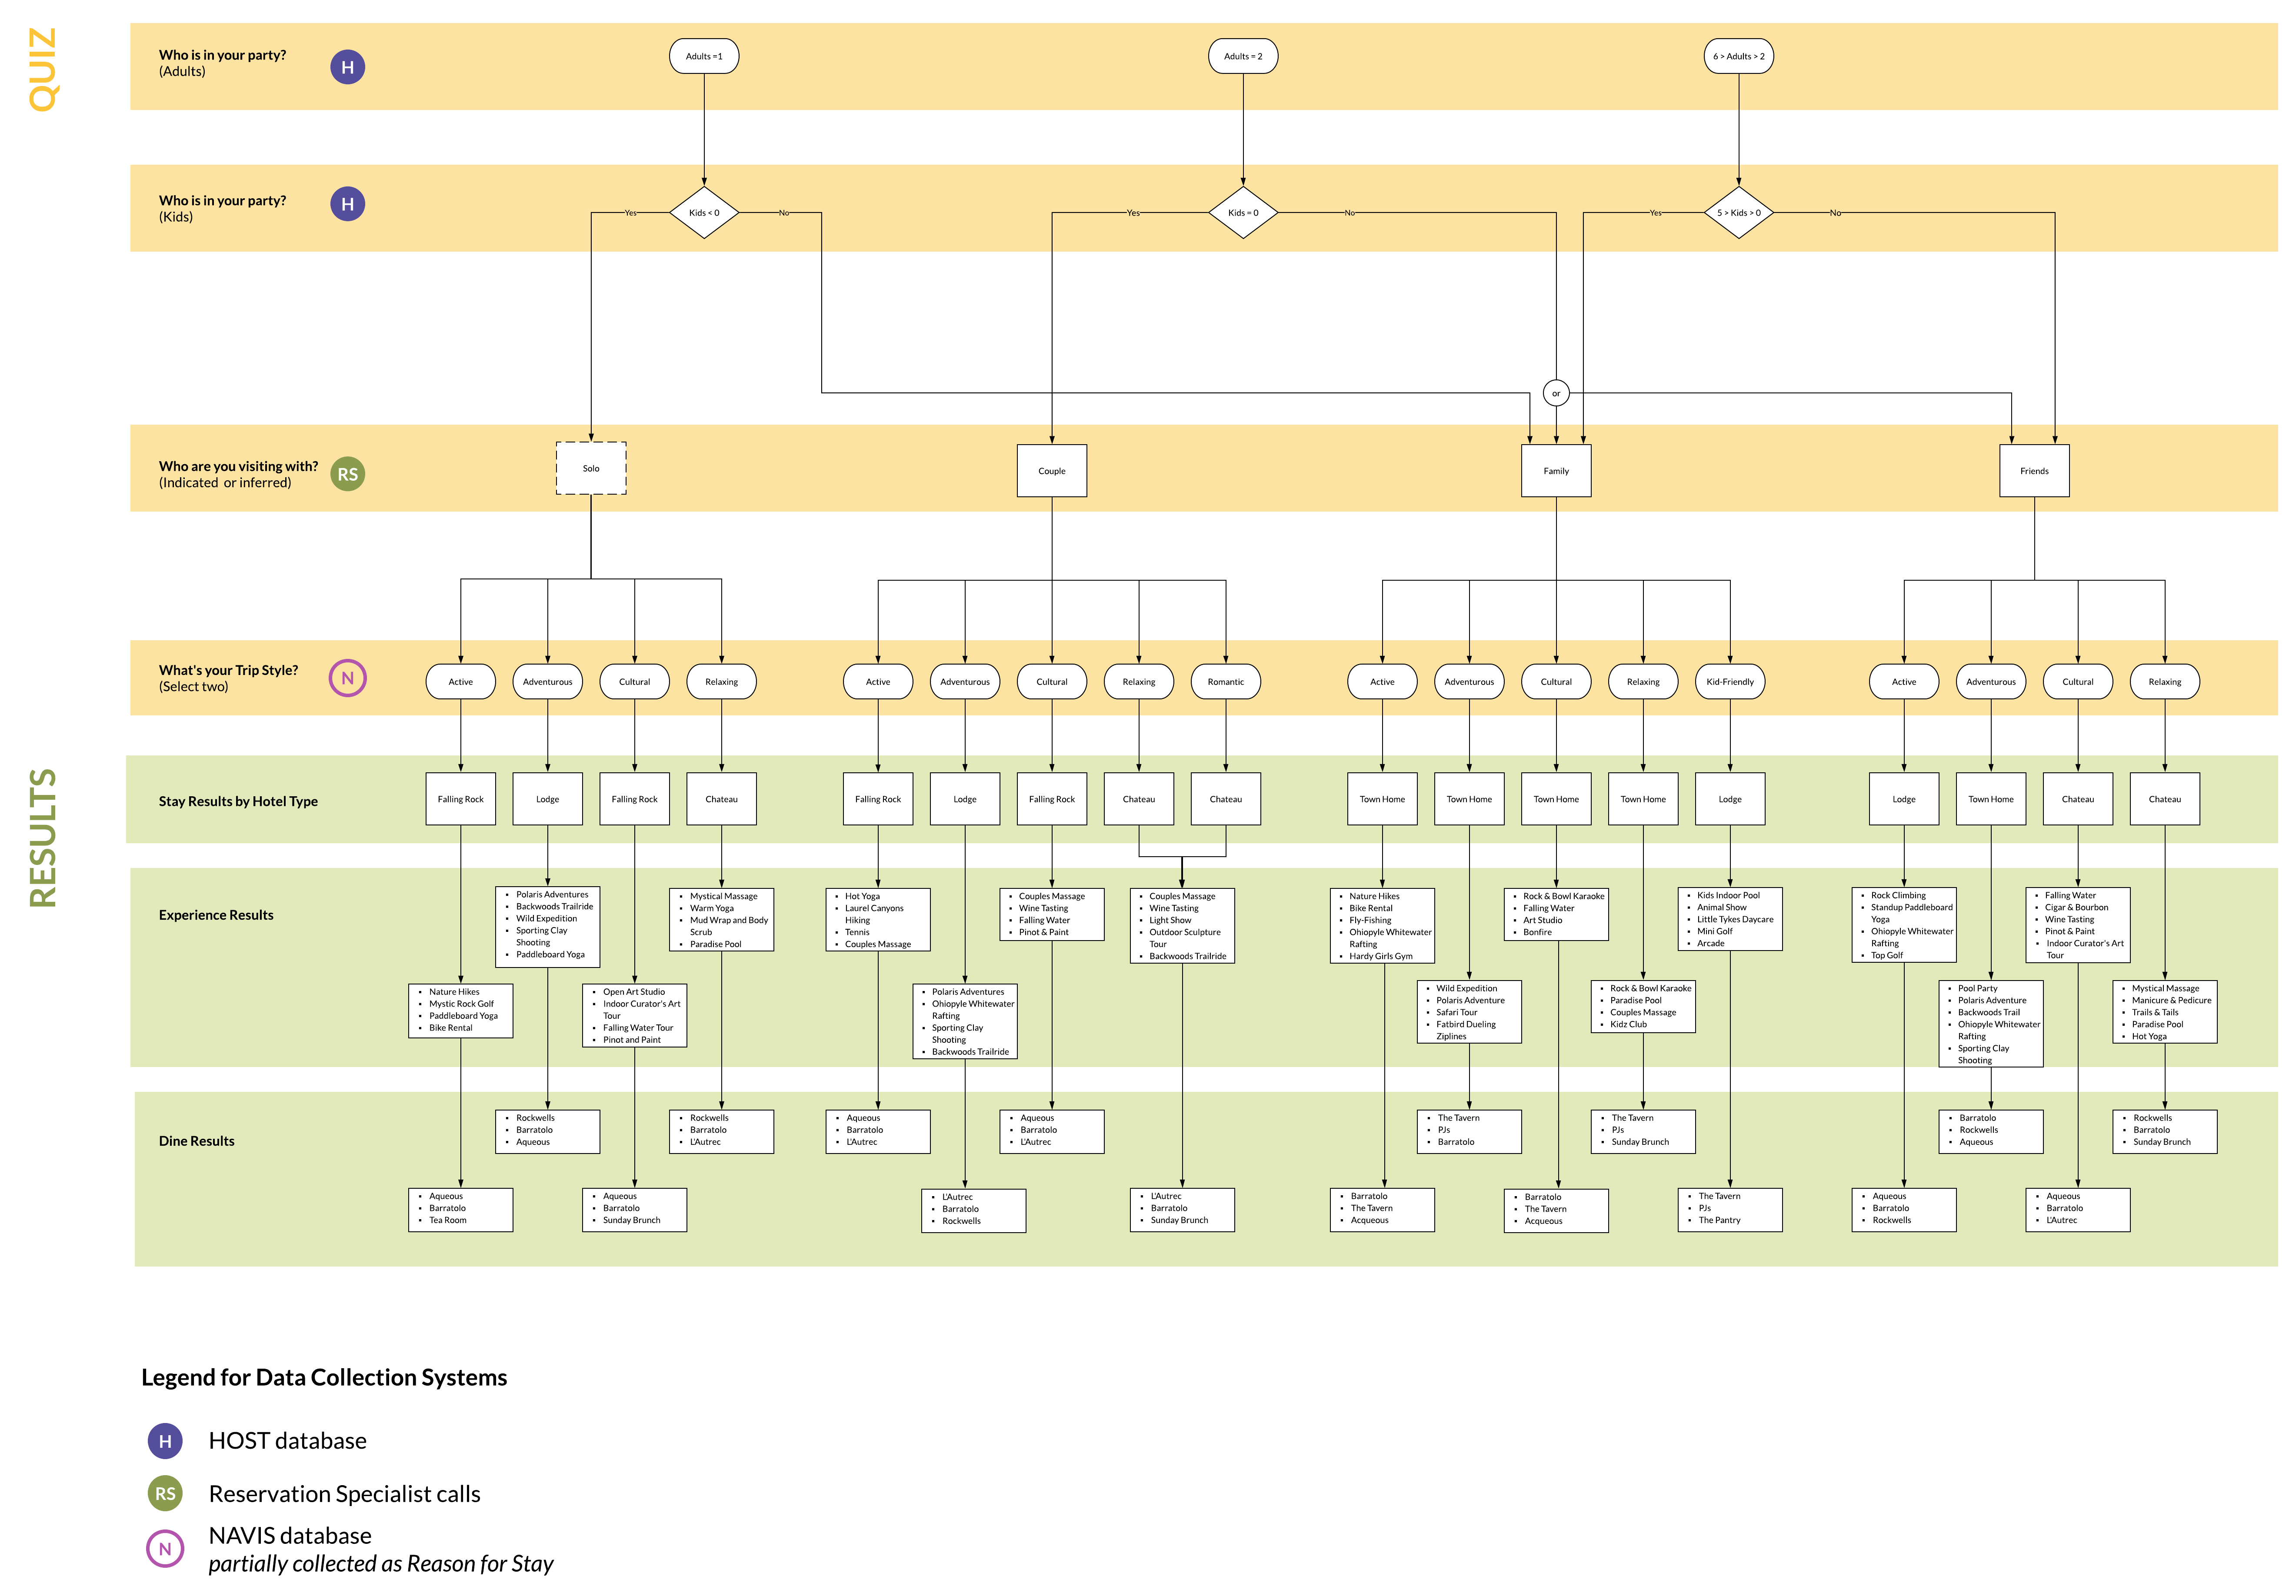 QUIZ
Who is in your party?
(Adults)
H
Adults =1
Adults = 2
6 > Adults > 2
Who is in your party?
(Kids)
H
Yes
Kids < 0
No
Yes
Kids = 0
No
Yes
5 > Kids > 0
No
or
Who are you visiting with?
(Indicated or inferred)
RS
Solo
Couple
Family
Friends
What's your Trip Style?
(Select two)
N
Active
Adventurous
Cultural
Relaxing
Active
Adventurous
Cultural
Relaxing
Romantic
Active
Adventurous
Cultural
Relaxing
Kid-Friendly
Active
Adventurous
Cultural
Relaxing
RESULTS
Stay Results by Hotel Type
Falling Rock
Lodge
Falling Rock
Chateau
Falling Rock
Lodge
Falling Rock
Chateau
Chateau
Town Home
Town Home
Town Home
Town Home
Lodge
Lodge
Town Home
Chateau
Chateau
Experience Results
• Nature Hikes
• Mystic Rock Golf
• Paddleboard Yoga
• Bike Rental
• Polaris Adventures
• Backwoods Trailride
• Wild Expedition
• Sporting Clay
Shooting
• Paddleboard Yoga
• Open Art Studio
• Indoor Curator's Art
Tour
• Falling Water Tour
• Pinot and Paint
• Mystical Massage
• Warm Yoga
• Mud Wrap and Body
Scrub
• Paradise Pool
• Hot Yoga
• Laurel Canyons
Hiking
• Tennis
• Couples Massage
• Polaris Adventures
• Ohiopyle Whitewater
Rafting
• Sporting Clay
Shooting
• Backwoods Trailride
• Couples Massage
• Wine Tasting
• Falling Water
• Pinot & Paint
• Couples Massage
• Wine Tasting
• Light Show
• Outdoor Sculpture
Tour
• Backwoods Trailride
• Nature Hikes
• Bike Rental
• Fly-Fishing
• Ohiopyle Whitewater
Rafting
• Hardy Girls Gym
• Wild Expedition
• Polaris Adventure
• Safari Tour
• Fatbird Dueling
Ziplines
• Rock & Bowl Karaoke
• Falling Water
• Art Studio
• Bonfire
• Rock & Bowl Karaoke
• Paradise Pool
• Couples Massage
• Kidz Club
• Kids Indoor Pool
• Animal Show
• Little Tykes Daycare
• Mini Golf
• Arcade
• Rock Climbing
• Standup Paddleboard
Yoga
• Ohiopyle Whitewater
Rafting
• Top Golf
• Pool Party
• Polaris Adventure
• Backwoods Trail
• Ohiopyle Whitewater
Rafting
• Sporting Clay
Shooting
• Falling Water
• Cigar & Bourbon
• Wine Tasting
• Pinot & Paint
• Indoor Curator's Art
Tour
• Mystical Massage
• Manicure & Pedicure
• Trails & Tails
• Paradise Pool
• Hot Yoga
Dine Results
• Aqueous
• Barratolo
• Tea Room
• Rockwells
• Barratolo
• Aqueous
• Aqueous
• Barratolo
• Sunday Brunch
• Rockwells
• Barratolo
• L'Autrec
• Aqueous
• Barratolo
• L'Autrec
• L'Autrec
• Barratolo
• Rockwells
• Aqueous
• Barratolo
• L'Autrec
• L'Autrec
• Barratolo
• Sunday Brunch
• Barratolo
• The Tavern
• Acqueous
• The Tavern
• PJs
• Barratolo
• Barratolo
• The Tavern
• Acqueous
• The Tavern
• PJs
• Sunday Brunch
• The Tavern
• PJs
• The Pantry
• Aqueous
• Barratolo
• Rockwells
• Barratolo
• Rockwells
• Aqueous
• Aqueous
• Barratolo
• L'Autrec
• Rockwells
• Barratolo
• Sunday Brunch
Legend for Data Collection Systems
H
HOST database
RS
Reservation Specialist calls
N
NAVIS database
partially collected as Reason for Stay